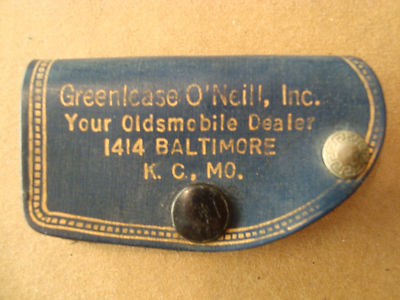 Greenlease O'Neill, Inc.
Your Oldsmobile Dealer
1414 BALTIMORE
K. C., MO.